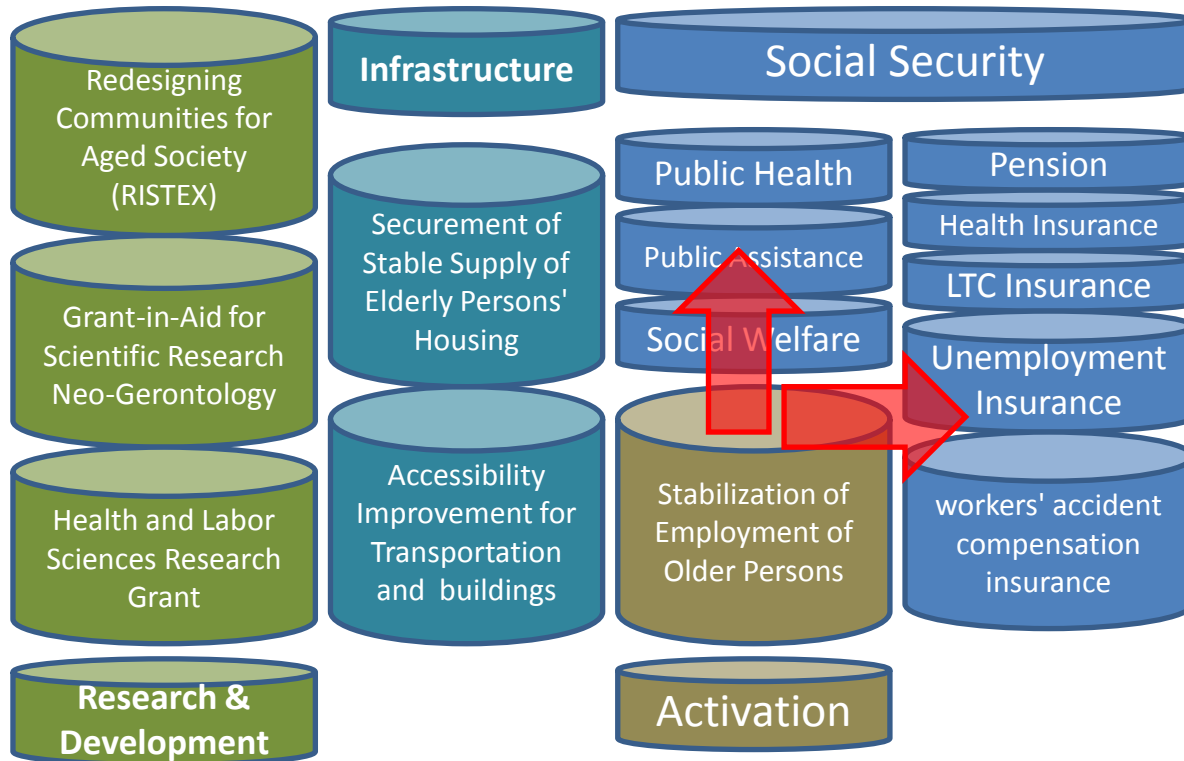 Redesigning
Communities for
Aged Society
(RISTEX)
Grant-in-Aid for
Scientific Research
Neo-Gerontology
Health and Labor
Sciences Research
Grant
Research &
Development
Infrastructure
Securement of
Stable Supply of
Elderly Persons'
Housing
Accessibility
Improvement for
Transportation
and buildings
Social Security
Public Health
Public Assistance
Social Welfare
Stabilization of
Employment of
Older Persons
Activation
Pension
Health Insurance
LTC Insurance
Unemployment
Insurance
workers' accident
compensation
insurance